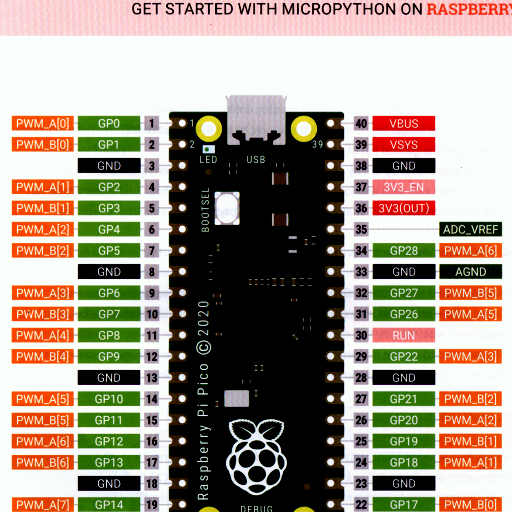 GET STARTED WITH MICROPYTHON ON RASPBERRY
PWM_A[0] GP0 1 1 40 VBUS
PWM_B[0] GP1 2 2 39 39 VSYS
GND 3 LED USB 38 GND
PWM_A[1] GP2 4 37 3V3_EN
PWM_B[1] GP3 5 BOOTSEL 36 3V3(OUT)
PWM_A[2] GP4 6 35 ADC_VREF
PWM_B[2] GP5 7 34 GP28 PWM_A[6]
GND 8 33 GND AGND
PWM_A[3] GP6 9 32 GP27 PWM_B[5]
PWM_B[3] GP7 10 31 GP26 PWM_A[5]
PWM_A[4] GP8 11 30 RUN
PWM_B[4] GP9 12 29 GP22 PWM_A[3]
GND 13 28 GND
PWM_A[5] GP10 14 27 GP21 PWM_B[2]
PWM_B[5] GP11 15 26 GP20 PWM_A[2]
PWM_A[6] GP12 16 25 GP19 PWM_B[1]
PWM_B[6] GP13 17 24 GP18 PWM_A[1]
GND 18 23 GND
PWM_A[7] GP14 19 22 GP17 PWM_B[0]
Raspberry Pi Pico © 2020
DEBUG